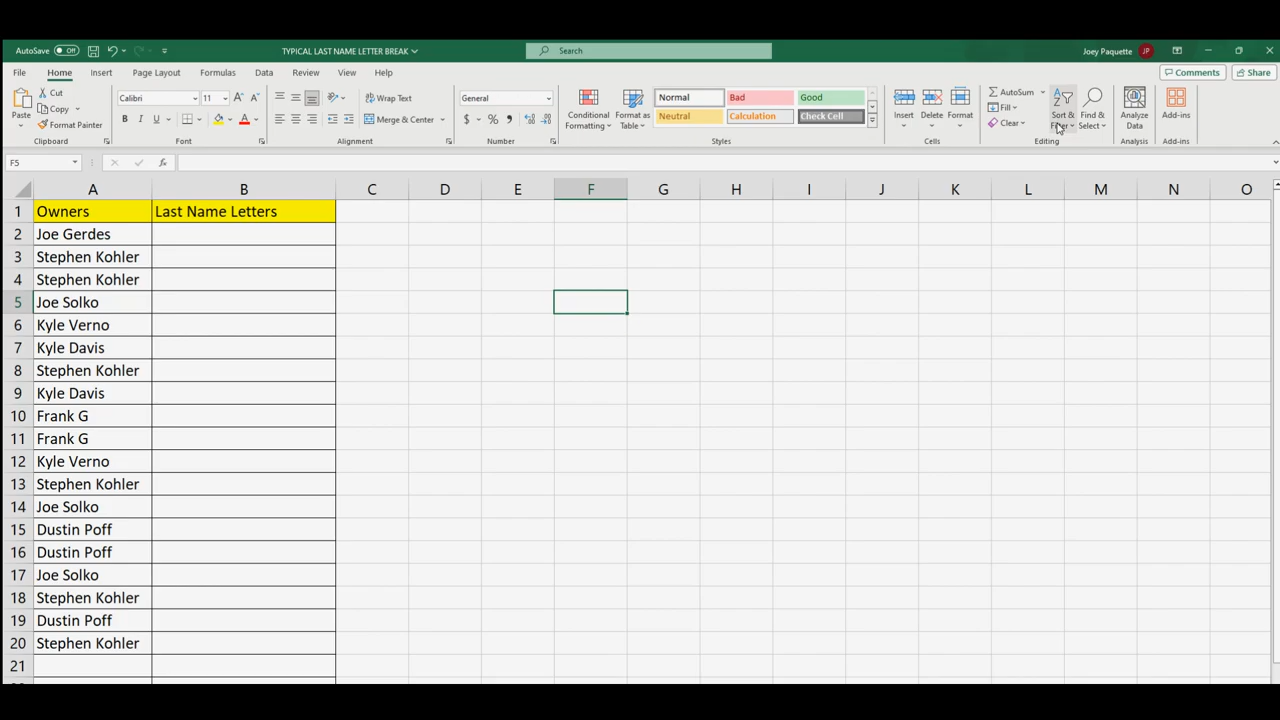 AutoSave Off TYPICAL LAST NAME LETTER BREAK Search Joey Paquette JP
File Home Insert Page Layout Formulas Data Review View Help Comments Share
Paste Cut Copy Format Painter Clipboard
Calibri 11 B I U Font
Wrap Text Merge & Center Alignment
General $ % Number
Conditional Formatting Format as Table Normal Bad Good Neutral Calculation Check Cell Styles
Insert Delete Format Cells
AutoSum Fill Clear Sort & Find & Select Editing
Analyze Data Analysis
Add-ins Add-ins
F5 fx
A B C D E F G H I J K L M N O
1 Owners Last Name Letters
2 Joe Gerdes
3 Stephen Kohler
4 Stephen Kohler
5 Joe Solko
6 Kyle Verno
7 Kyle Davis
8 Stephen Kohler
9 Kyle Davis
10 Frank G
11 Frank G
12 Kyle Verno
13 Stephen Kohler
14 Joe Solko
15 Dustin Poff
16 Dustin Poff
17 Joe Solko
18 Stephen Kohler
19 Dustin Poff
20 Stephen Kohler
21